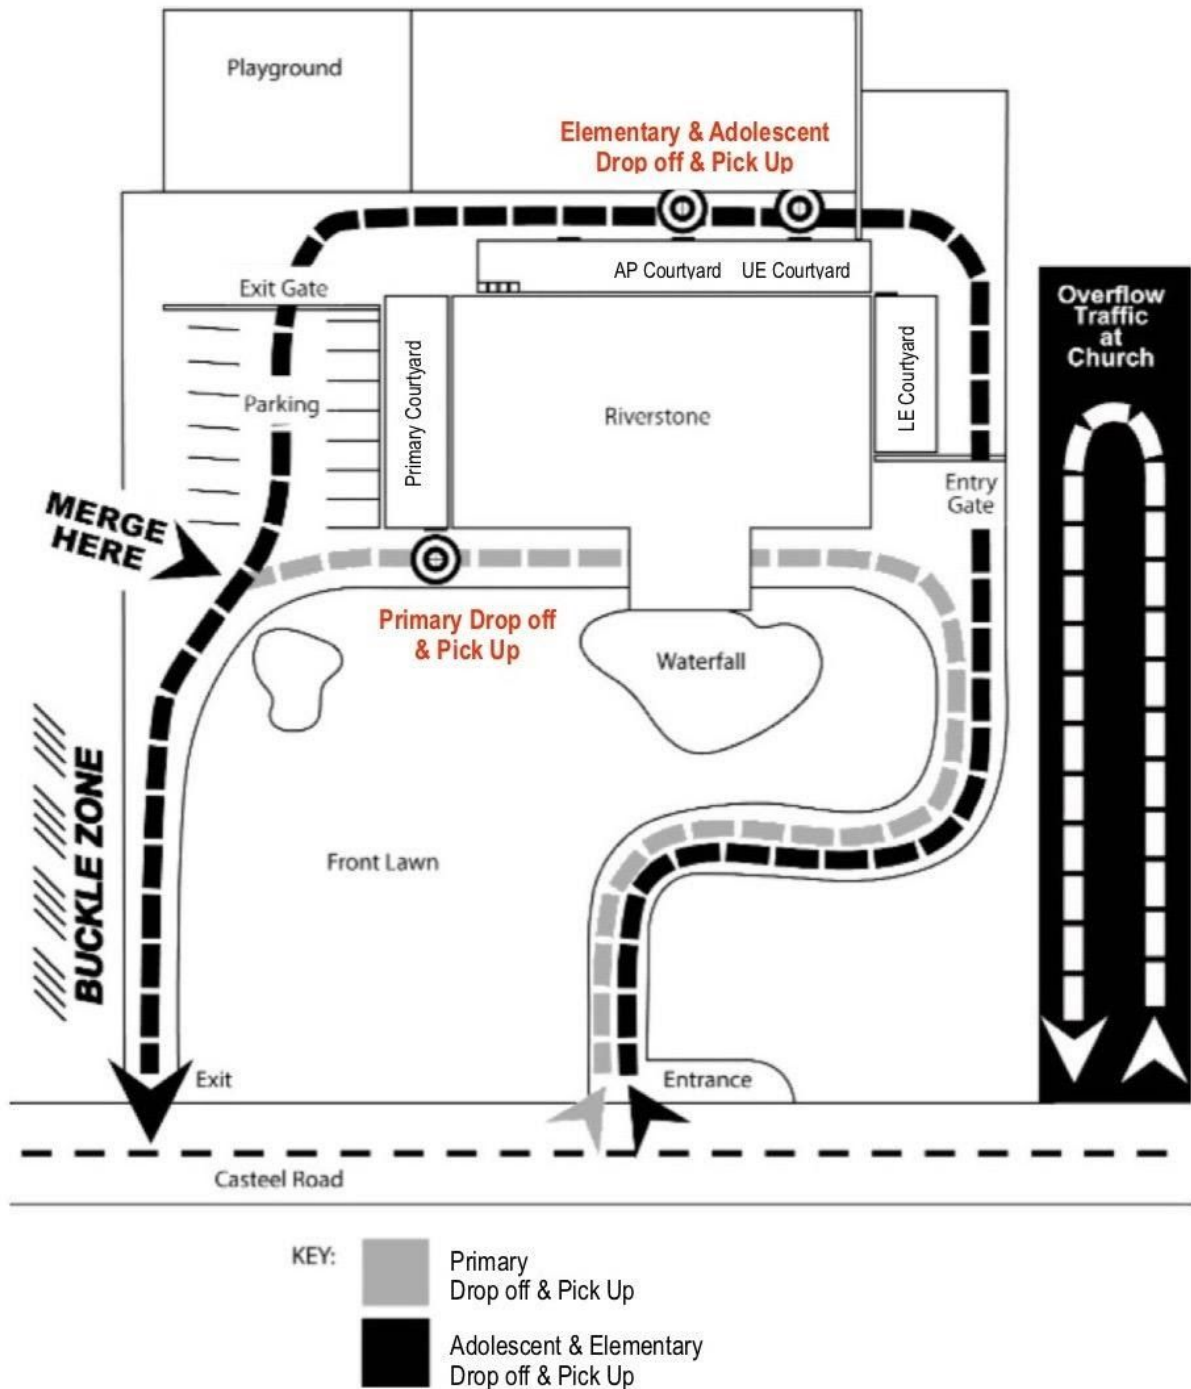 Playground
Elementary & Adolescent
Drop off & Pick Up
AP Courtyard
UE Courtyard
Exit Gate
Overflow
Traffic
at
Church
Primary Courtyard
LE Courtyard
Parking
Riverstone
Entry
Gate
MERGE
HERE
Primary Drop off
& Pick Up
Waterfall
BUCKLE ZONE
Front Lawn
Exit
Entrance
Casteel Road
KEY:
Primary
Drop off & Pick Up
Adolescent & Elementary
Drop off & Pick Up